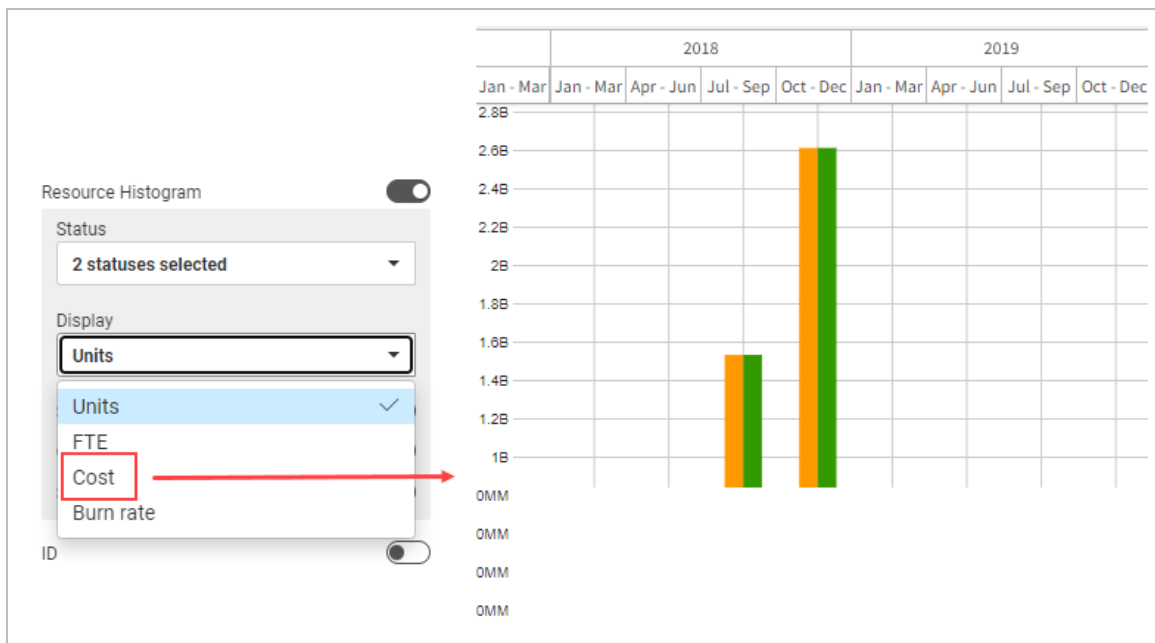 Resource Histogram
Status
2 statuses selected
Display
Units
Units
FTE
Cost
Burn rate
ID
2018 2019
Jan - Mar Jan - Mar Apr - Jun Jul - Sep Oct - Dec Jan - Mar Apr - Jun Jul - Sep Oct - Dec
2.8B
2.6B
2.4B
2.2B
2B
1.8B
1.6B
1.4B
1.2B
1B
0MM
0MM
0MM
0MM